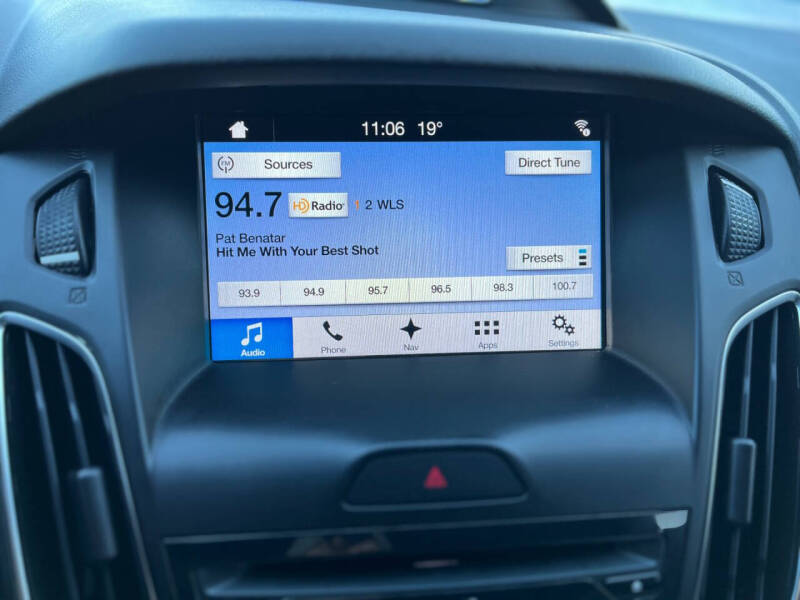 11:06 19°
FM Sources
Direct Tune
94.7 HD Radio 1 2 WLS
Pat Benatar
Hit Me With Your Best Shot
Presets
93.9 94.9 95.7 96.5 98.3 100.7
Audio Phone Nav Apps Settings